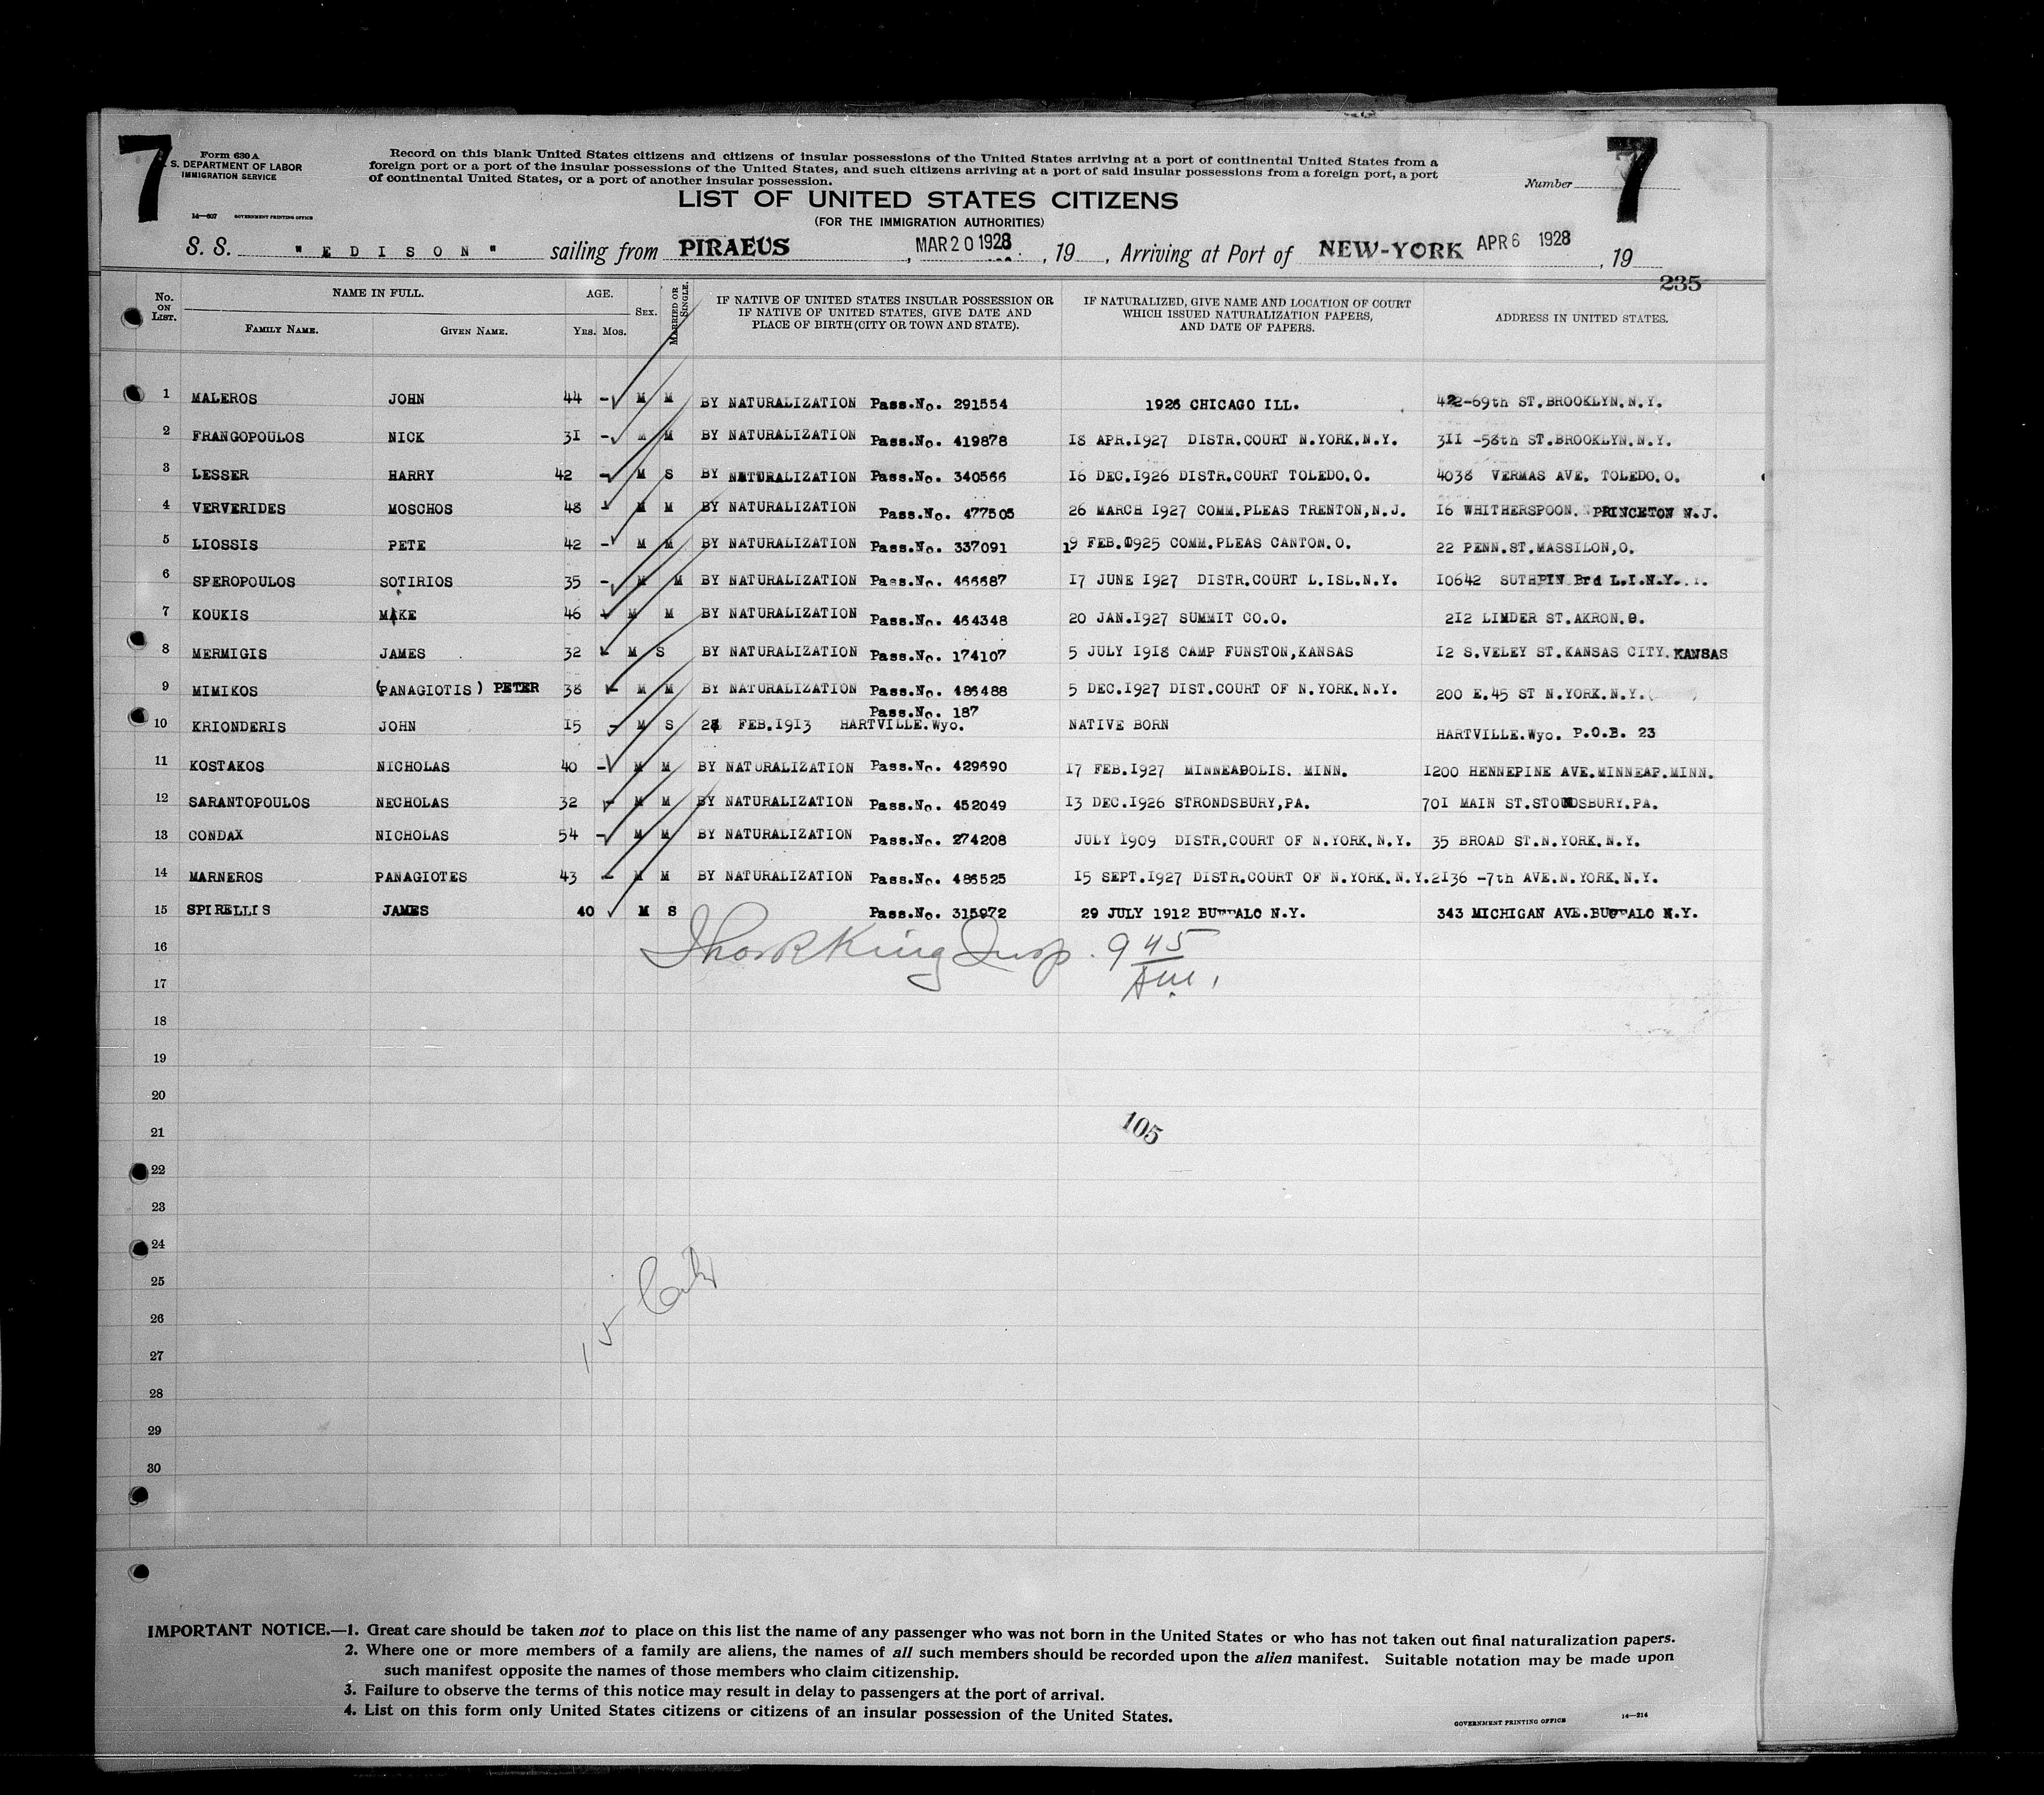 7
Form 630 A
S. DEPARTMENT OF LABOR
IMMIGRATION SERVICE
14—607 GOVERNMENT PRINTING OFFICE
Record on this blank United States citizens and citizens of insular possessions of the United States arriving at a port of continental United States from a
foreign port or a port of the insular possessions of the United States, and such citizens arriving at a port of said insular possessions from a foreign port, a port
of continental United States, or a port of another insular possession.
Number 7
LIST OF UNITED STATES CITIZENS
(FOR THE IMMIGRATION AUTHORITIES)
S. S. "EDISON" sailing from PIRAEUS, MAR 20 1928, 19 , Arriving at Port of NEW-YORK APR 6 1928, 19
235
No. ON LIST. NAME IN FULL. FAMILY NAME. GIVEN NAME. AGE. Yrs. Mos. SEX. MARRIED OR SINGLE. IF NATIVE OF UNITED STATES INSULAR POSSESSION OR IF NATIVE OF UNITED STATES, GIVE DATE AND PLACE OF BIRTH (CITY OR TOWN AND STATE). IF NATURALIZED, GIVE NAME AND LOCATION OF COURT WHICH ISSUED NATURALIZATION PAPERS, AND DATE OF PAPERS. ADDRESS IN UNITED STATES.
1 MALEROS JOHN 44 - M M BY NATURALIZATION Pass.No. 291554 1926 CHICAGO ILL. 422-69th ST.BROOKLYN.N.Y.
2 FRANGOPOULOS NICK 31 - M M BY NATURALIZATION Pass.No. 419878 18 APR.1927 DISTR.COURT N.YORK.N.Y. 311 -58th ST.BROOKLYN.N.Y.
3 LESSER HARRY 42 - M S BY NATURALIZATION Pass.No. 340566 16 DEC.1926 DISTR.COURT TOLEDO.O. 4038 VERMAS AVE. TOLEDO.O.
4 VERVERIDES MOSCHOS 48 - M M BY NATURALIZATION Pass.No. 477505 26 MARCH 1927 COMM.PLEAS TRENTON,N.J. 16 WHITHERSPOON. PRINCETON N.J.
5 LIOSSIS PETE 42 - M M BY NATURALIZATION Pass.No. 337091 19 FEB.1925 COMM.PLEAS CANTON.O. 22 PENN.ST.MASSILON,O.
6 SPEROPOULOS SOTIRIOS 35 - M M BY NATURALIZATION Pass.No. 466687 17 JUNE 1927 DISTR.COURT L.ISL.N.Y. 10642 SUTHPIN Brd L.I.N.Y.
7 KOUKIS MIKE 46 - M M BY NATURALIZATION Pass.No. 464348 20 JAN.1927 SUMMIT CO.O. 212 LINDER ST.AKRON.O.
8 MERMIGIS JAMES 32 - M S BY NATURALIZATION Pass.No. 174107 5 JULY 1918 CAMP FUNSTON,KANSAS 12 S.VELEY ST.KANSAS CITY.KANSAS
9 MIMIKOS (PANAGIOTIS) PETER 38 - M M BY NATURALIZATION Pass.No. 486488 5 DEC.1927 DIST.COURT OF N.YORK.N.Y. 200 E.45 ST N.YORK.N.Y.
Pass.No. 187
10 KRIONDERIS JOHN 15 - M S FEB.1913 HARTVILLE.Wyo. NATIVE BORN HARTVILLE.Wyo. P.O.B. 23
11 KOSTAKOS NICHOLAS 40 - M M BY NATURALIZATION Pass.No. 429690 17 FEB.1927 MINNEAPOLIS. MINN. 1200 HENNEPINE AVE.MINNEAP.MINN.
12 SARANTOPOULOS NECHOLAS 32 - M M BY NATURALIZATION Pass.No. 452049 13 DEC.1926 STRONDSBURY,PA. 701 MAIN ST.STOUDSBURY.PA.
13 CONDAX NICHOLAS 54 - M M BY NATURALIZATION Pass.No. 274208 JULY 1909 DISTR.COURT OF N.YORK.N.Y. 35 BROAD ST.N.YORK.N.Y.
14 MARNEROS PANAGIOTES 43 - M M BY NATURALIZATION Pass.No. 486525 15 SEPT.1927 DISTR.COURT OF N.YORK.N.Y. 2136 -7th AVE.N.YORK.N.Y.
15 SPIRELLIS JAMES 40 M S Pass.No. 315972 29 JULY 1912 BUFFALO N.Y. 343 MICHIGAN AVE.BUFFALO N.Y.
16 King Insp. 9 45 Am.
17
18
19
20
21 105
22
23
24
25
26 15
27
28
29
30
IMPORTANT NOTICE.—1. Great care should be taken not to place on this list the name of any passenger who was not born in the United States or who has not taken out final naturalization papers.
2. Where one or more members of a family are aliens, the names of all such members should be recorded upon the alien manifest. Suitable notation may be made upon
such manifest opposite the names of those members who claim citizenship.
3. Failure to observe the terms of this notice may result in delay to passengers at the port of arrival.
4. List on this form only United States citizens or citizens of an insular possession of the United States.
GOVERNMENT PRINTING OFFICE 14—214